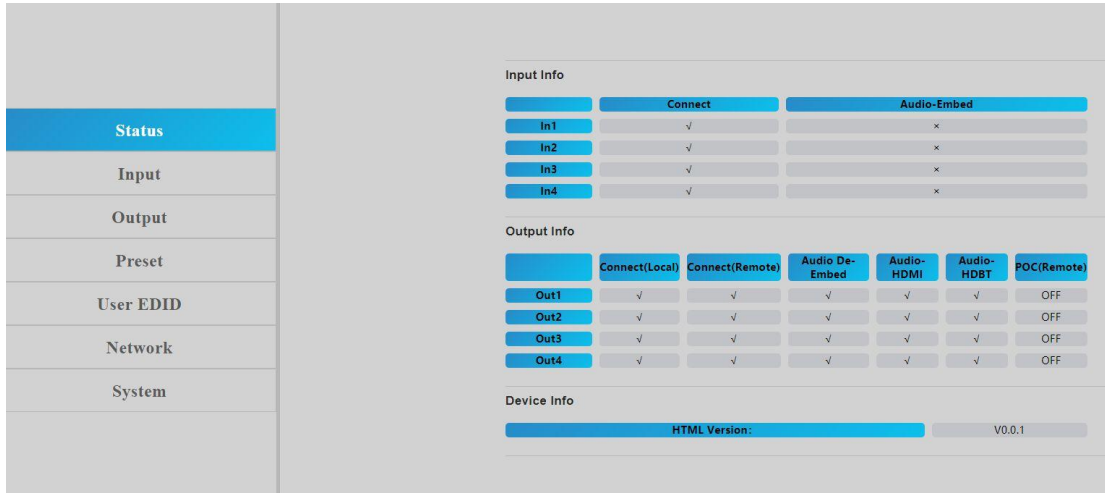 Status
Input
Output
Preset
User EDID
Network
System
Input Info
Connect Audio-Embed
In1 √ ×
In2 √ ×
In3 √ ×
In4 √ ×
Output Info
Connect(Local) Connect(Remote) Audio De-Embed Audio-HDMI Audio-HDBT POC(Remote)
Out1 √ √ √ √ √ OFF
Out2 √ √ √ √ √ OFF
Out3 √ √ √ √ √ OFF
Out4 √ √ √ √ √ OFF
Device Info
HTML Version: V0.0.1